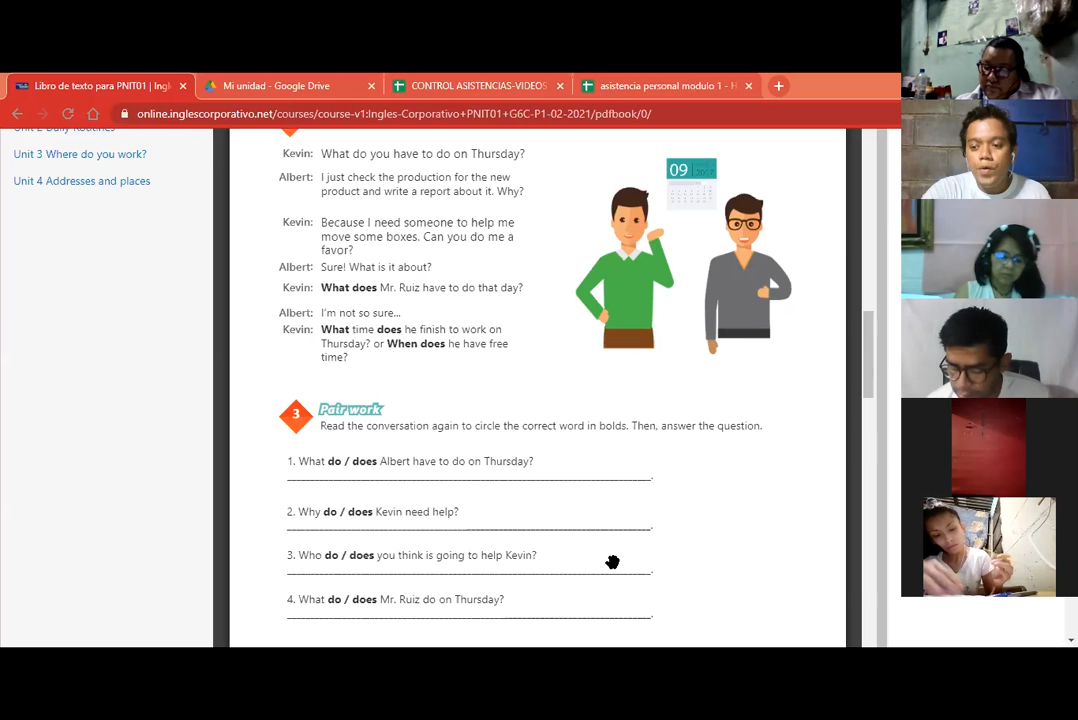 Libro de texto para PNIT01 | Ingl
Mi unidad - Google Drive
CONTROL ASISTENCIAS-VIDEOS
asistencia personal modulo 1 - H
online.inglescorporativo.net/courses/course-v1:Ingles-Corporativo+PNIT01+G6C-P1-02-2021/pdfbook/0/
Unit 2 Daily Routines
Unit 3 Where do you work?
Unit 4 Addresses and places
Kevin: What do you have to do on Thursday?
Albert: I just check the production for the new
product and write a report about it. Why?
Kevin: Because I need someone to help me
move some boxes. Can you do me a
favor?
Albert: Sure! What is it about?
Kevin: What does Mr. Ruiz have to do that day?
Albert: I'm not so sure...
Kevin: What time does he finish to work on
Thursday? or When does he have free
time?
09
3 Pair work
Read the conversation again to circle the correct word in bolds. Then, answer the question.
1. What do / does Albert have to do on Thursday?
2. Why do / does Kevin need help?
3. Who do / does you think is going to help Kevin?
4. What do / does Mr. Ruiz do on Thursday?